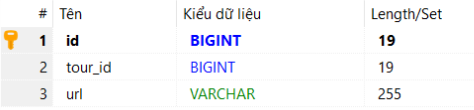 # Tên Kiểu dữ liệu Length/Set
1 id BIGINT 19
2 tour_id BIGINT 19
3 url VARCHAR 255